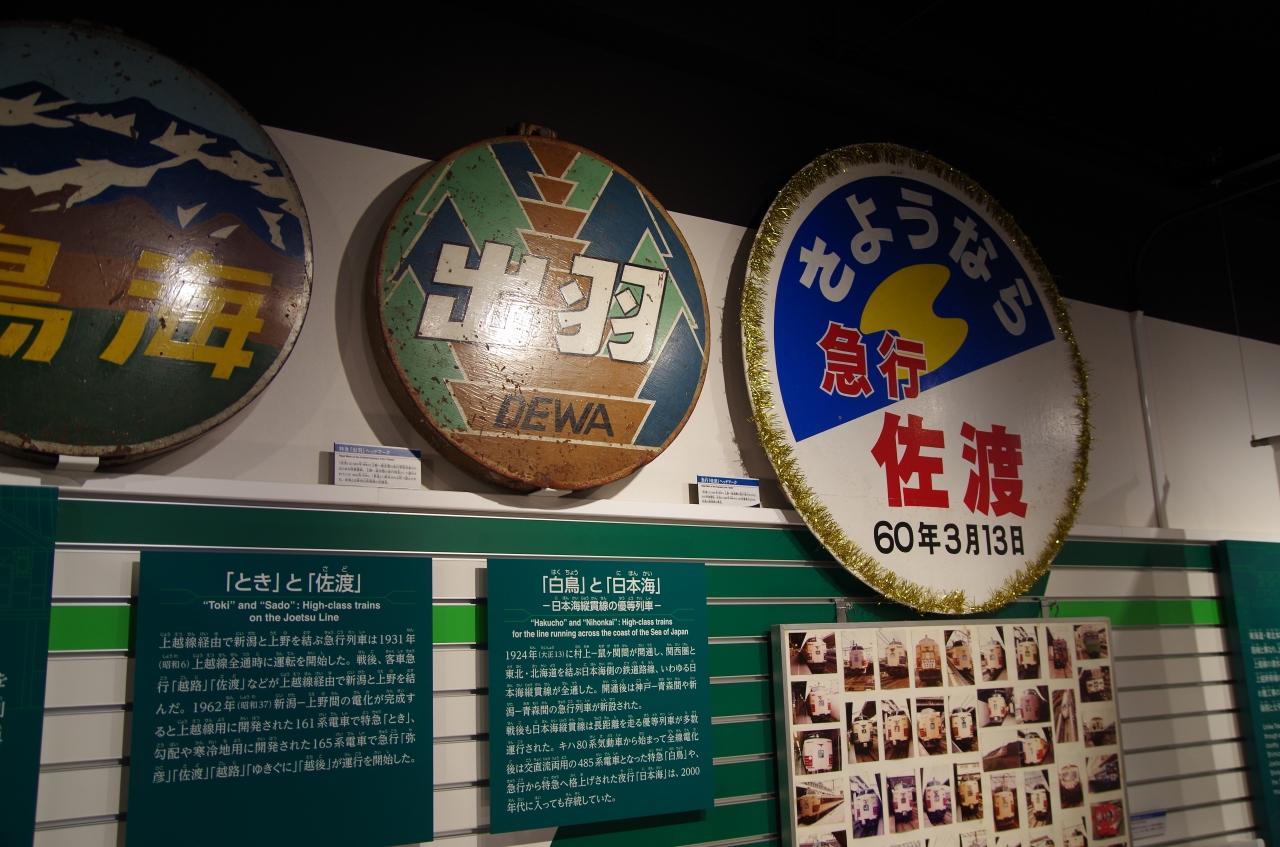 鳥海
出羽
DEWA
さようなら
急行
佐渡
60年3月13日
「とき」と「佐渡」
“Toki” and “Sado”: High-class trains
on the Joetsu Line
上越線経由で新潟と上野を結ぶ急行列車は1931年
(昭和6)上越線全通時に運転を開始した。戦後、客車急
行「越路」「佐渡」などが上越線経由で新潟と上野を結
んだ。1962年(昭和37)新潟―上野間の電化が完成す
ると上越線用に開発された161系電車で特急「とき」、
勾配や寒冷地用に開発された165系電車で急行「弥
彦」「佐渡」「越路」「ゆきぐに」「越後」が運行を開始した。
「白鳥」と「日本海」
―日本海縦貫線の優等列車―
“Hakucho” and “Nihonkai”: High-class trains
for the line running across the coast of the Sea of Japan
1924年(大正13)に村上―鼠ヶ関間が開通し、関西圏と
東北・北海道を結ぶ日本海側の鉄道路線、いわゆる日
本海縦貫線が全通した。開通後は神戸―青森間や新
潟―青森間の急行列車が新設された。
戦後も日本海縦貫線は長距離を走る優等列車が多数
運行された。キハ80系気動車から始まって全線電化
後は交直流両用の485系電車となった特急「白鳥」や、
急行から特急へ格上げされた夜行「日本海」は、2000
年代に入っても存続していた。